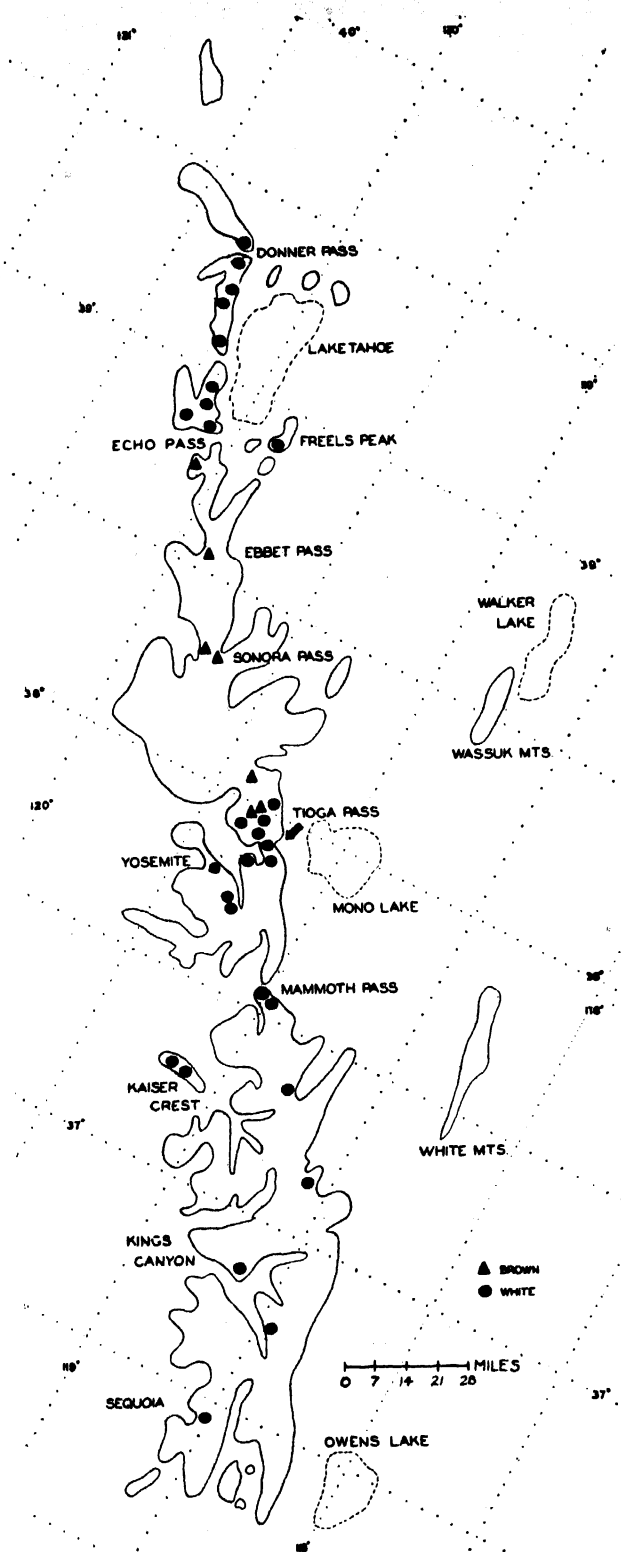 121°
40°
120°
DONNER PASS
39°
LAKE TAHOE
ECHO PASS
FREELS PEAK
EBBET PASS
39°
WALKER
LAKE
SONORA PASS
38°
WASSUK MTS.
120°
TIOGA PASS
YOSEMITE
MONO LAKE
38°
MAMMOTH PASS
118°
KAISER
CREST
37°
WHITE MTS.
KINGS
CANYON
BROWN
WHITE
119°
MILES
0 7 14 21 28
37°
SEQUOIA
OWENS LAKE